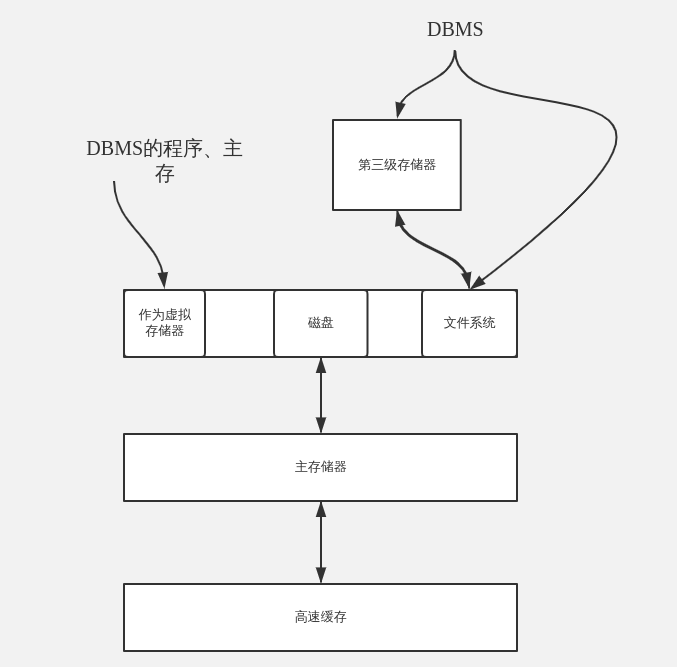 DBMS
DBMS的程序、主
存
第三级存储器
作为虚拟
存储器
磁盘
文件系统
主存储器
高速缓存